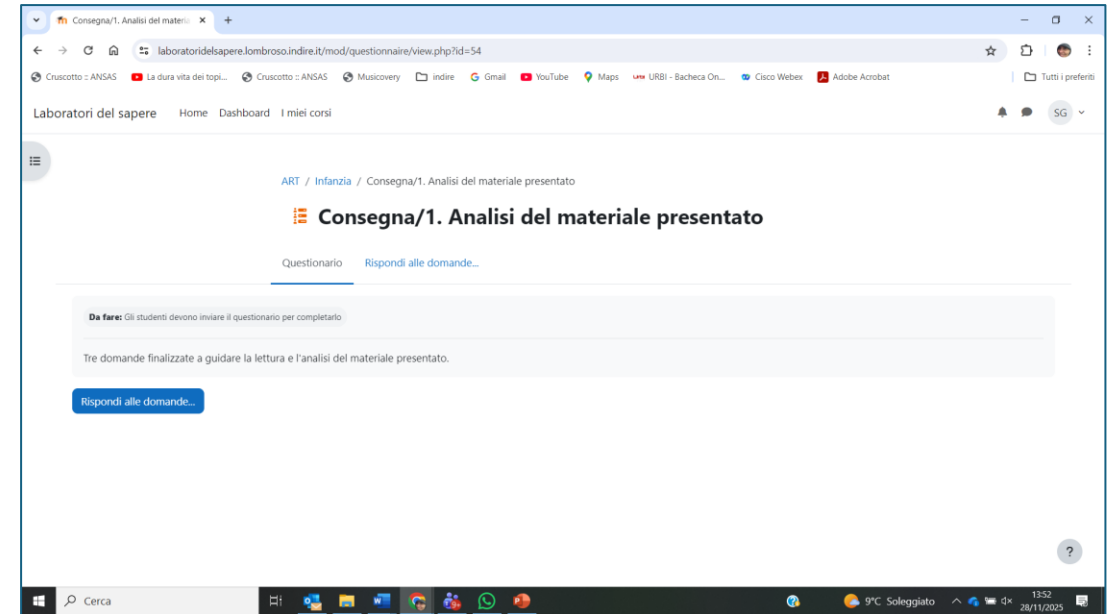 Consegna/1. Analisi del materia
laboratoridelsapere.lombroso.indire.it/mod/questionnaire/view.php?id=54
Cruscotto :: ANSAS La dura vita dei topi... Cruscotto :: ANSAS Musicovery indire Gmail YouTube Maps URBI - Bacheca On... Cisco Webex Adobe Acrobat Tutti i preferiti
Laboratori del sapere Home Dashboard I miei corsi SG
ART / Infanzia / Consegna/1. Analisi del materiale presentato
Consegna/1. Analisi del materiale presentato
Questionario Rispondi alle domande...
Da fare: Gli studenti devono inviare il questionario per completarlo
Tre domande finalizzate a guidare la lettura e l'analisi del materiale presentato.
Rispondi alle domande...
?
Cerca 9°C Soleggiato 13:52
28/11/2025